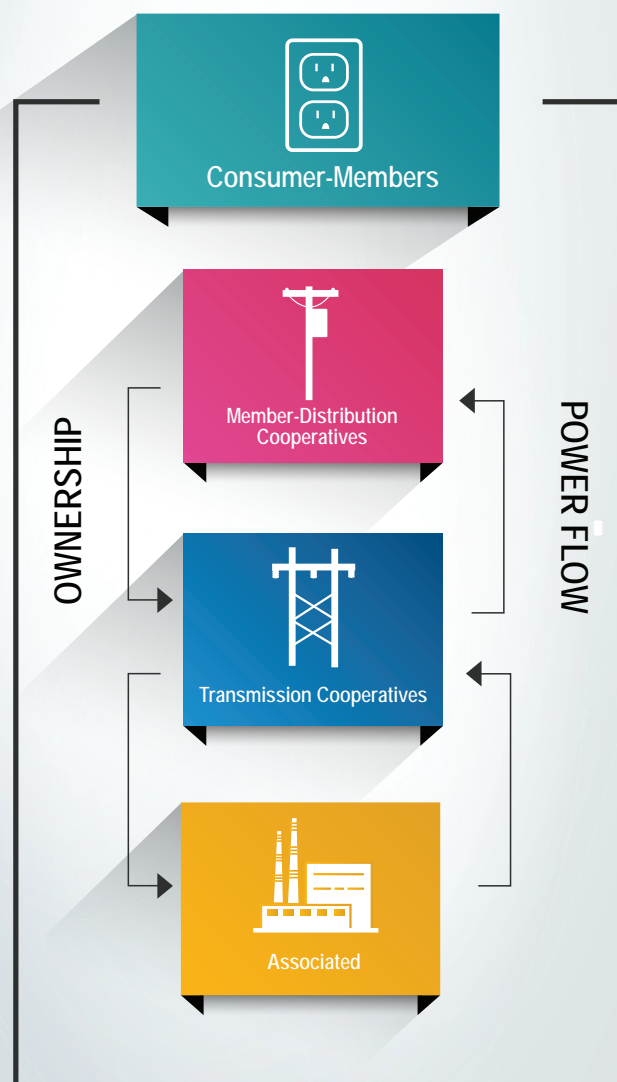 Consumer-Members
Member-Distribution
Cooperatives
OWNERSHIP
POWER FLOW
Transmission Cooperatives
Associated